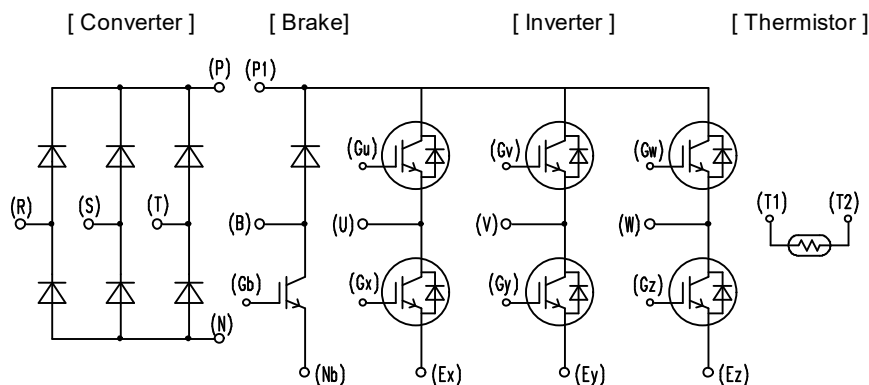 [ Converter ] [ Brake] [ Inverter ] [ Thermistor ]
(P) (P1)
(Gu) (Gv) (Gw)
(R) (S) (T) (B) (U) (V) (W) (T1) (T2)
(Gb) (Gx) (Gy) (Gz)
(N)
(Nb) (Ex) (Ey) (Ez)